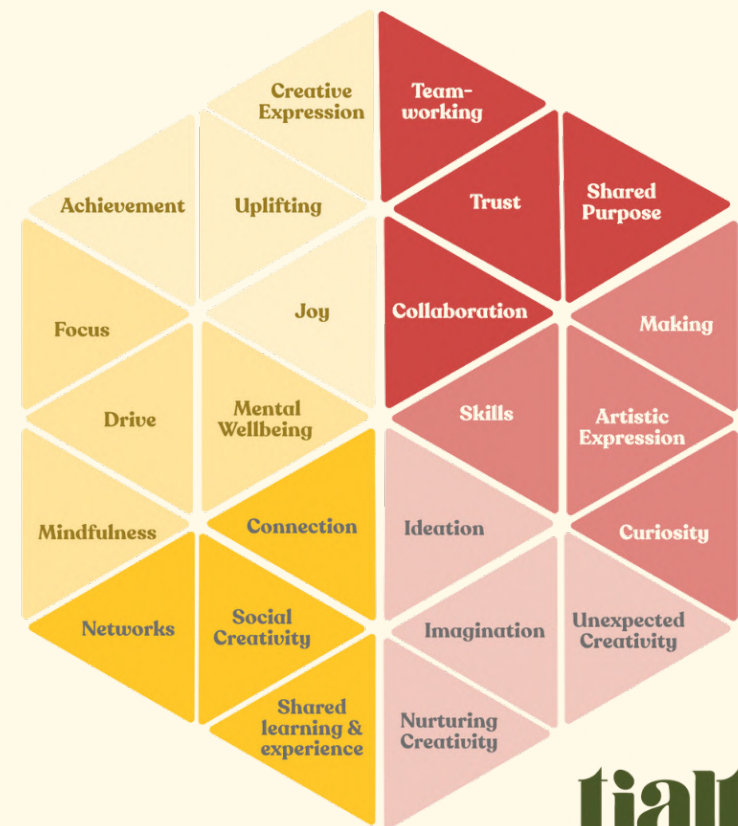 Creative
Expression
Team-
working
Achievement
Uplifting
Trust
Shared
Purpose
Focus
Joy
Collaboration
Making
Drive
Mental
Wellbeing
Skills
Artistic
Expression
Mindfulness
Connection
Ideation
Curiosity
Networks
Social
Creativity
Imagination
Unexpected
Creativity
Shared
learning &
experience
Nurturing
Creativity